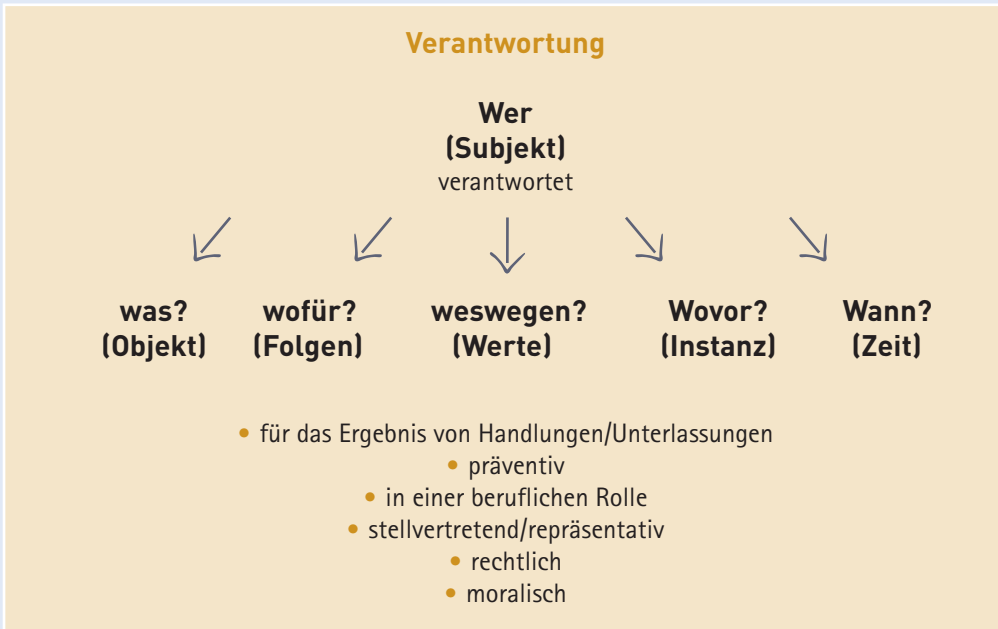 Verantwortung
Wer
(Subjekt)
verantwortet
was? wofür? weswegen? Wovor? Wann?
(Objekt) (Folgen) (Werte) (Instanz) (Zeit)
• für das Ergebnis von Handlungen/Unterlassungen
• präventiv
• in einer beruflichen Rolle
• stellvertretend/repräsentativ
• rechtlich
• moralisch